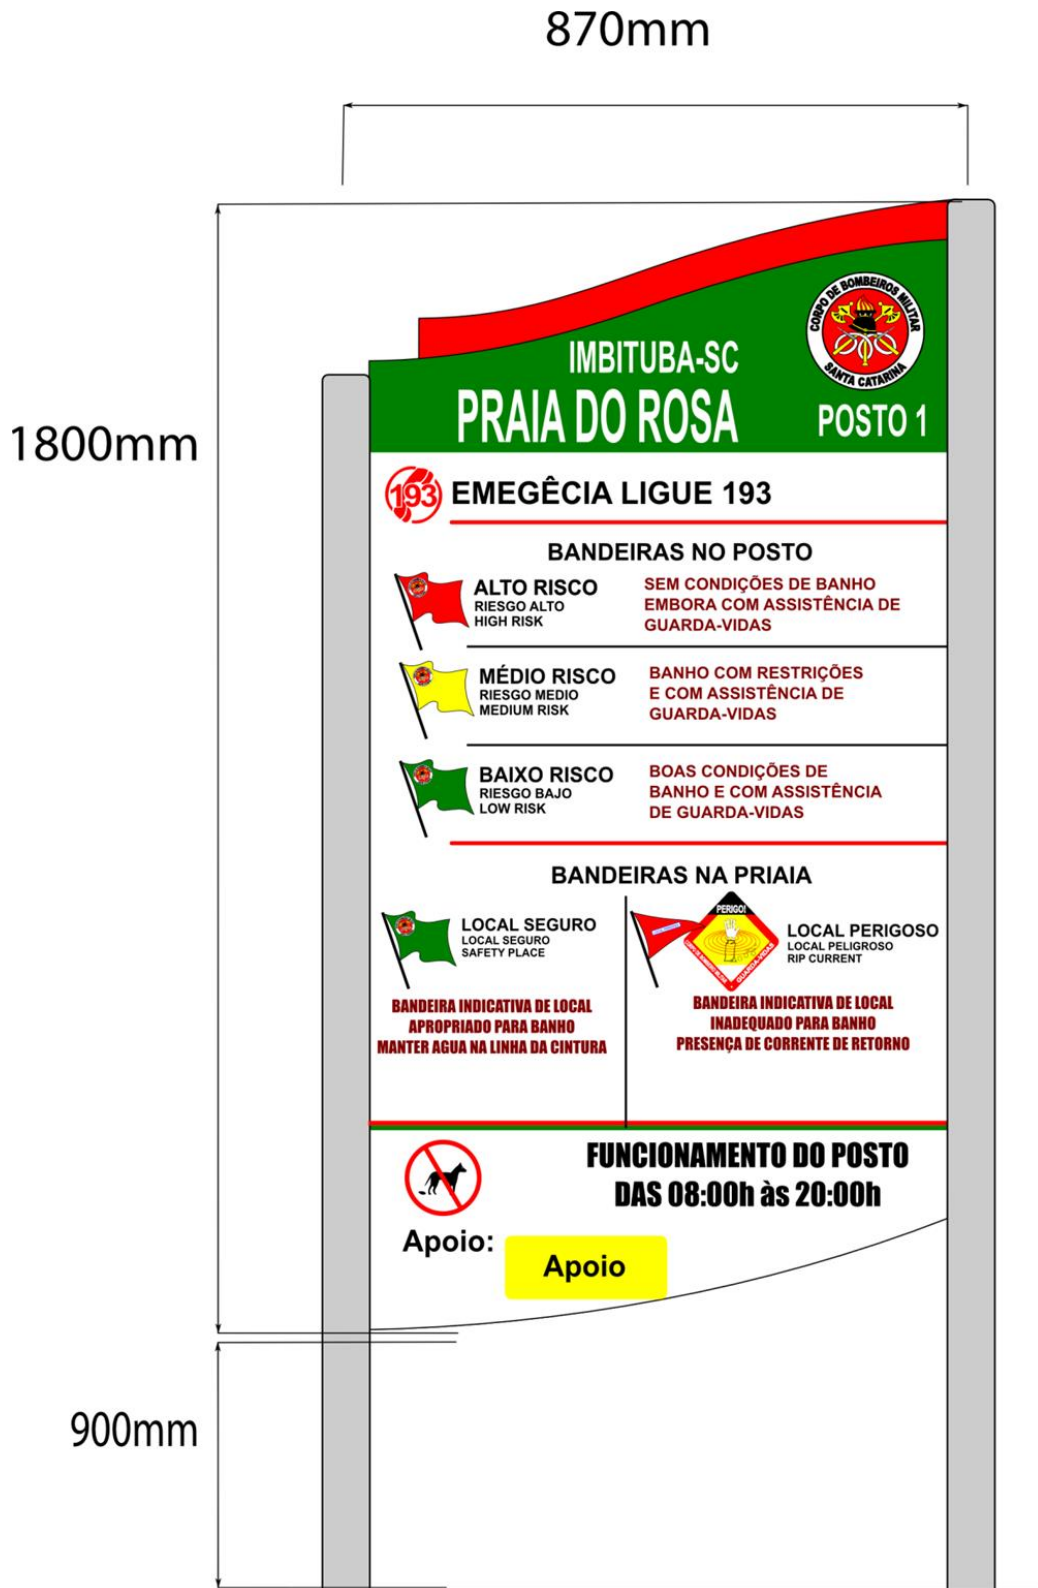 870mm
1800mm
900mm
CORPO DE BOMBEIROS MILITAR
SANTA CATARINA
IMBITUBA-SC
PRAIA DO ROSA
POSTO 1
193
EMEGÊCIA LIGUE 193
BANDEIRAS NO POSTO
ALTO RISCO
RIESGO ALTO
HIGH RISK
SEM CONDIÇÕES DE BANHO
EMBORA COM ASSISTÊNCIA DE
GUARDA-VIDAS
MÉDIO RISCO
RIESGO MEDIO
MEDIUM RISK
BANHO COM RESTRIÇÕES
E COM ASSISTÊNCIA DE
GUARDA-VIDAS
BAIXO RISCO
RIESGO BAJO
LOW RISK
BOAS CONDIÇÕES DE
BANHO E COM ASSISTÊNCIA
DE GUARDA-VIDAS
BANDEIRAS NA PRIAIA
LOCAL SEGURO
LOCAL SEGURO
SAFETY PLACE
BANDEIRA INDICATIVA DE LOCAL
APROPRIADO PARA BANHO
MANTER AGUA NA LINHA DA CINTURA
PERIGO!
GUARDA-VIDAS
LOCAL PERIGOSO
LOCAL PELIGROSO
RIP CURRENT
BANDEIRA INDICATIVA DE LOCAL
INADEQUADO PARA BANHO
PRESENÇA DE CORRENTE DE RETORNO
FUNCIONAMENTO DO POSTO
DAS 08:00h às 20:00h
Apoio:
Apoio